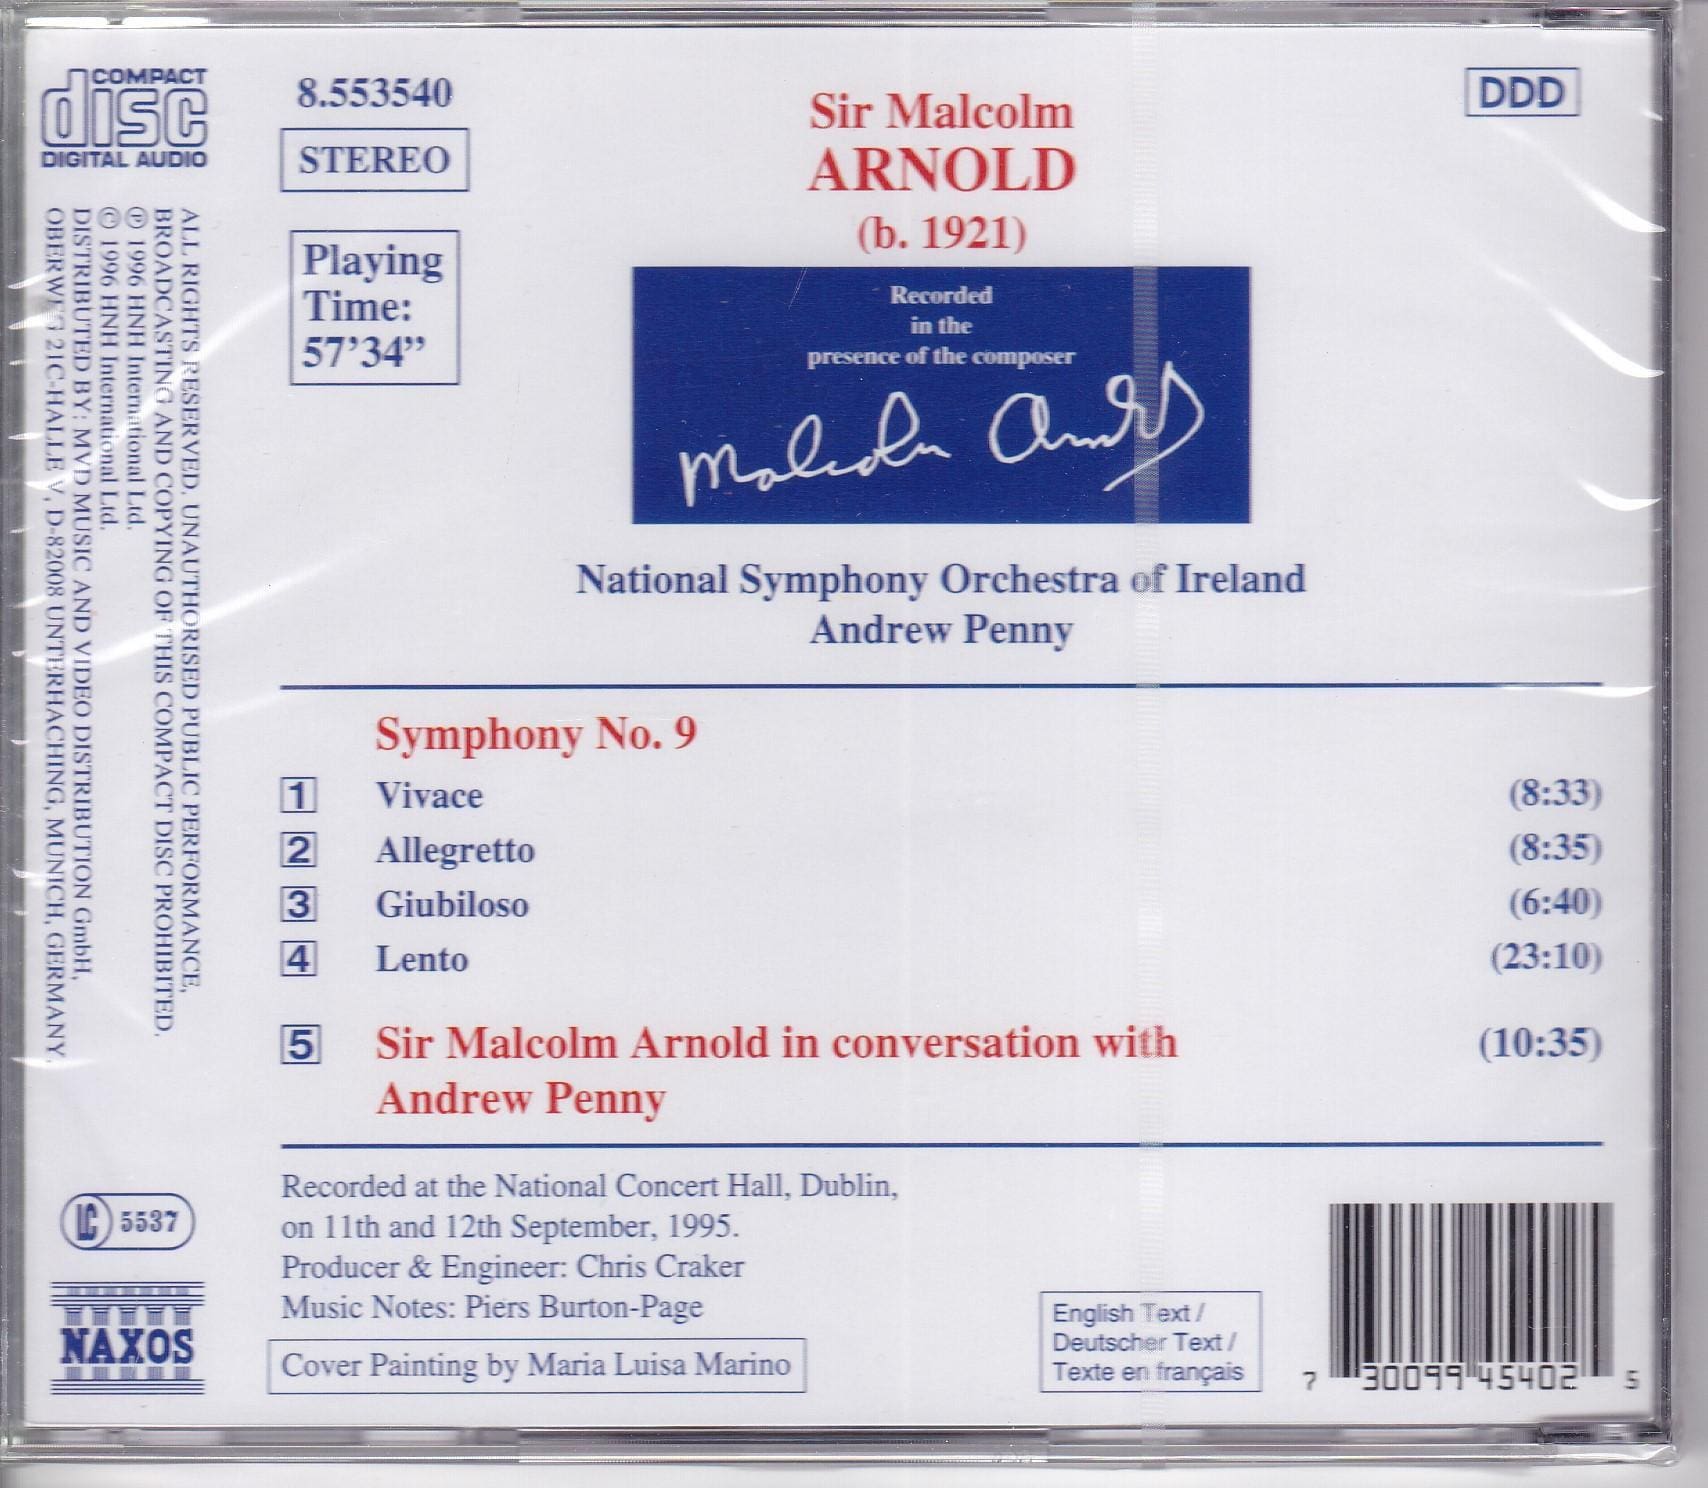 COMPACT
disc
DIGITAL AUDIO
8.553540
STEREO
Playing
Time:
57’34”
Sir Malcolm
ARNOLD
(b. 1921)
DDD
Recorded
in the
presence of the composer
Malcolm Arnold
National Symphony Orchestra of Ireland
Andrew Penny
Symphony No. 9
1 Vivace (8:33)
2 Allegretto (8:35)
3 Giubiloso (6:40)
4 Lento (23:10)
5 Sir Malcolm Arnold in conversation with (10:35)
Andrew Penny
Recorded at the National Concert Hall, Dublin,
on 11th and 12th September, 1995.
Producer & Engineer: Chris Craker
Music Notes: Piers Burton-Page
Cover Painting by Maria Luisa Marino
English Text /
Deutscher Text /
Texte en français
7 30099 45402 5
ALL RIGHTS RESERVED. UNAUTHORISED PUBLIC PERFORMANCE,
BROADCASTING AND COPYING OF THIS COMPACT DISC PROHIBITED.
℗ 1996 HNH International Ltd.
© 1996 HNH International Ltd.
DISTRIBUTED BY: MVD MUSIC AND VIDEO DISTRIBUTION GmbH,
OBERWEG 21C-HALLE V, D-82008 UNTERHACHING, MUNICH, GERMANY.
LC 5537
NAXOS